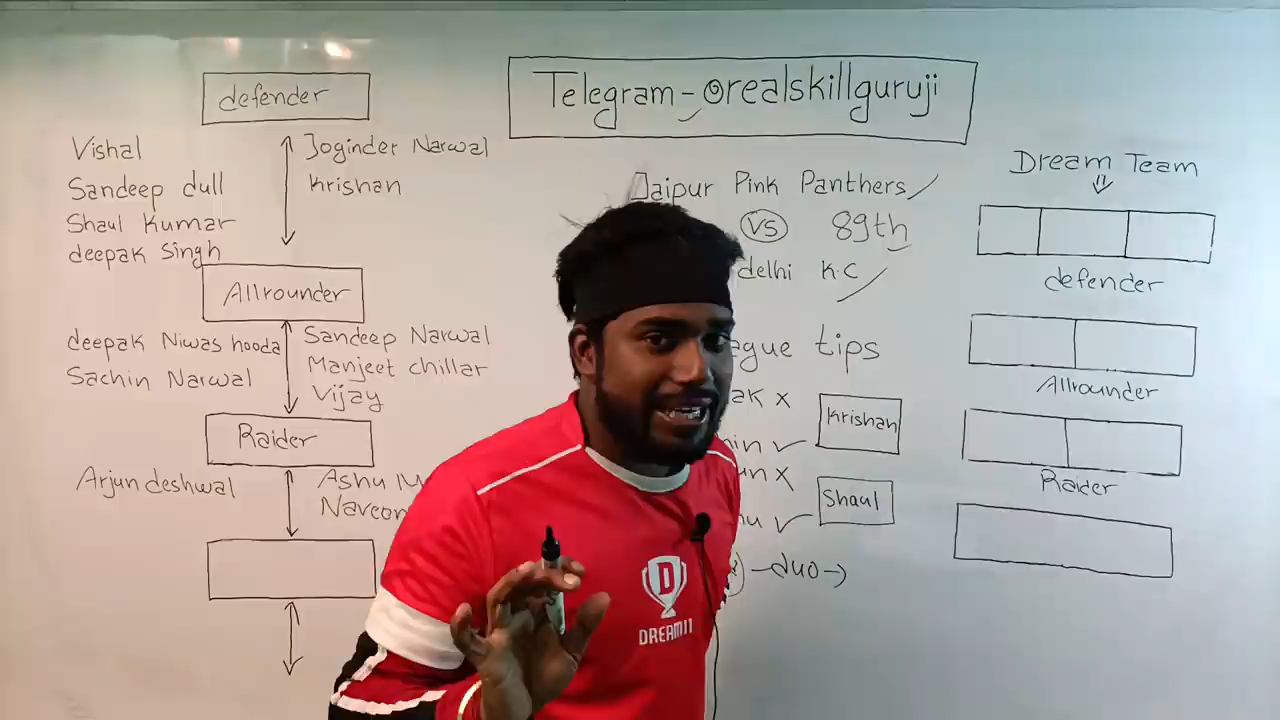 defender
Vishal
Sandeep dull
Shaul Kumar
deepak Singh
Joginder Narwal
Krishan
Allrounder
deepak Niwas hooda
Sachin Narwal
Sandeep Narwal
Manjeet chillar
Vijay
Raider
Arjun deshwal
Ashu
Naveen
Telegram-@realskillguruji
Jaipur Pink Panthers
VS 89th
delhi K.C
tips
x
Krishan
x
Shaul
duo
Dream Team
defender
Allrounder
Raider
D
DREAM11